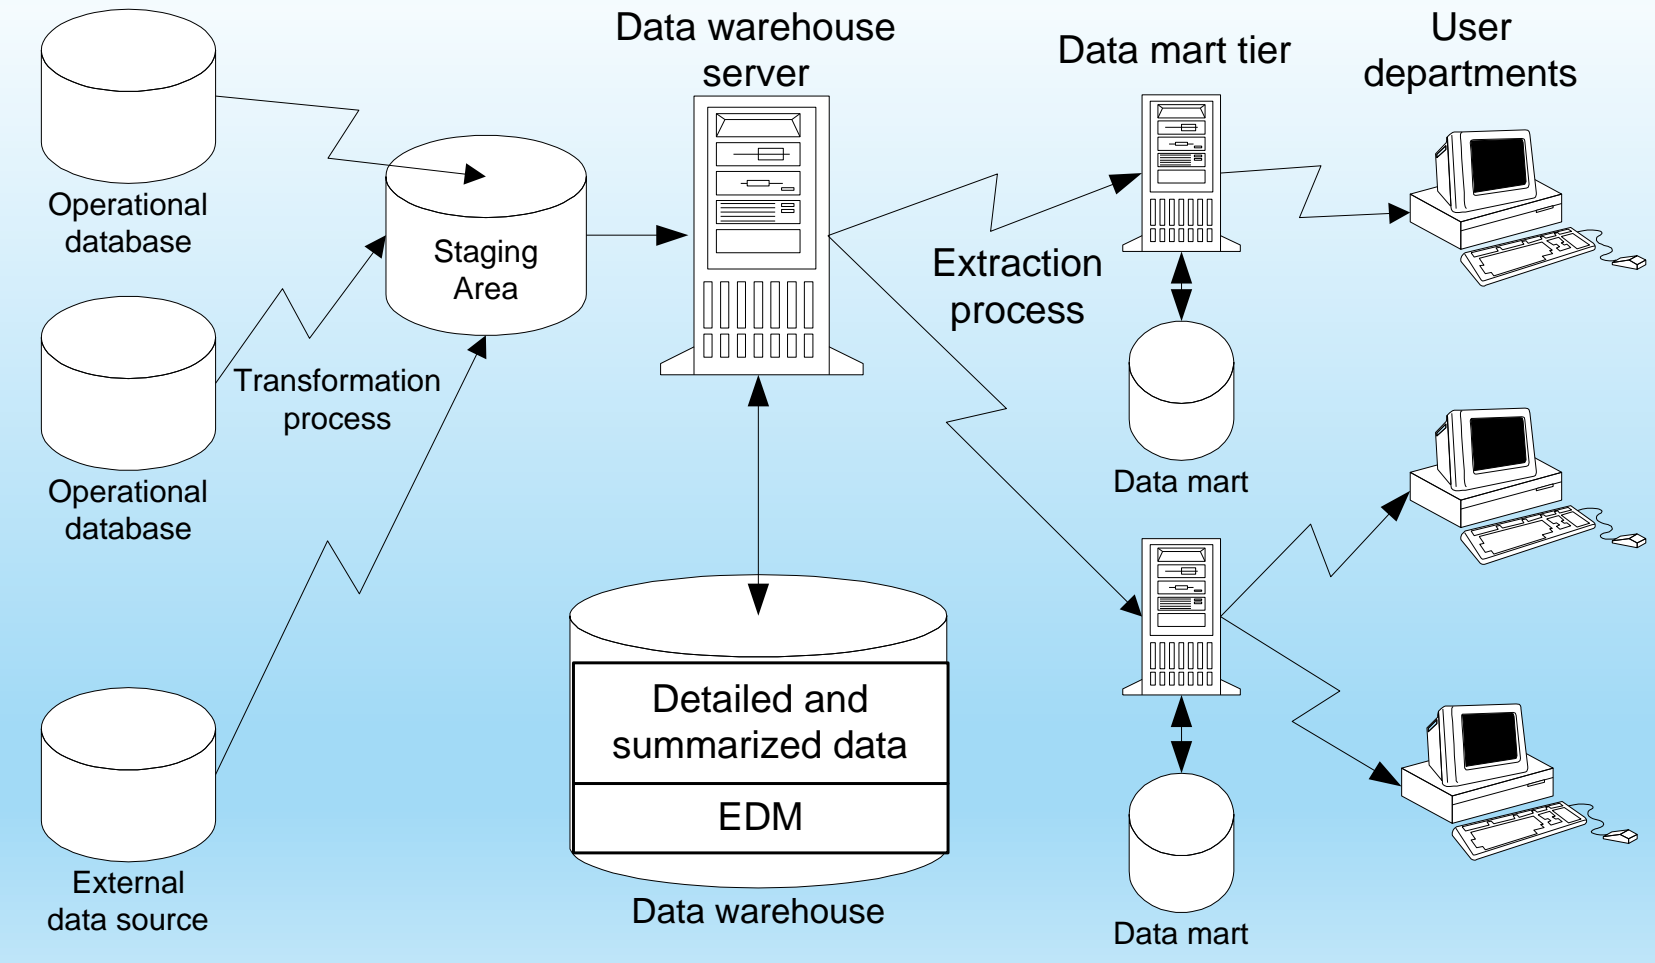 Data warehouse
server
Data mart tier
User
departments
Operational
database
Staging
Area
Extraction
process
Transformation
process
Operational
database
Data mart
Detailed and
summarized data
EDM
External
data source
Data warehouse
Data mart